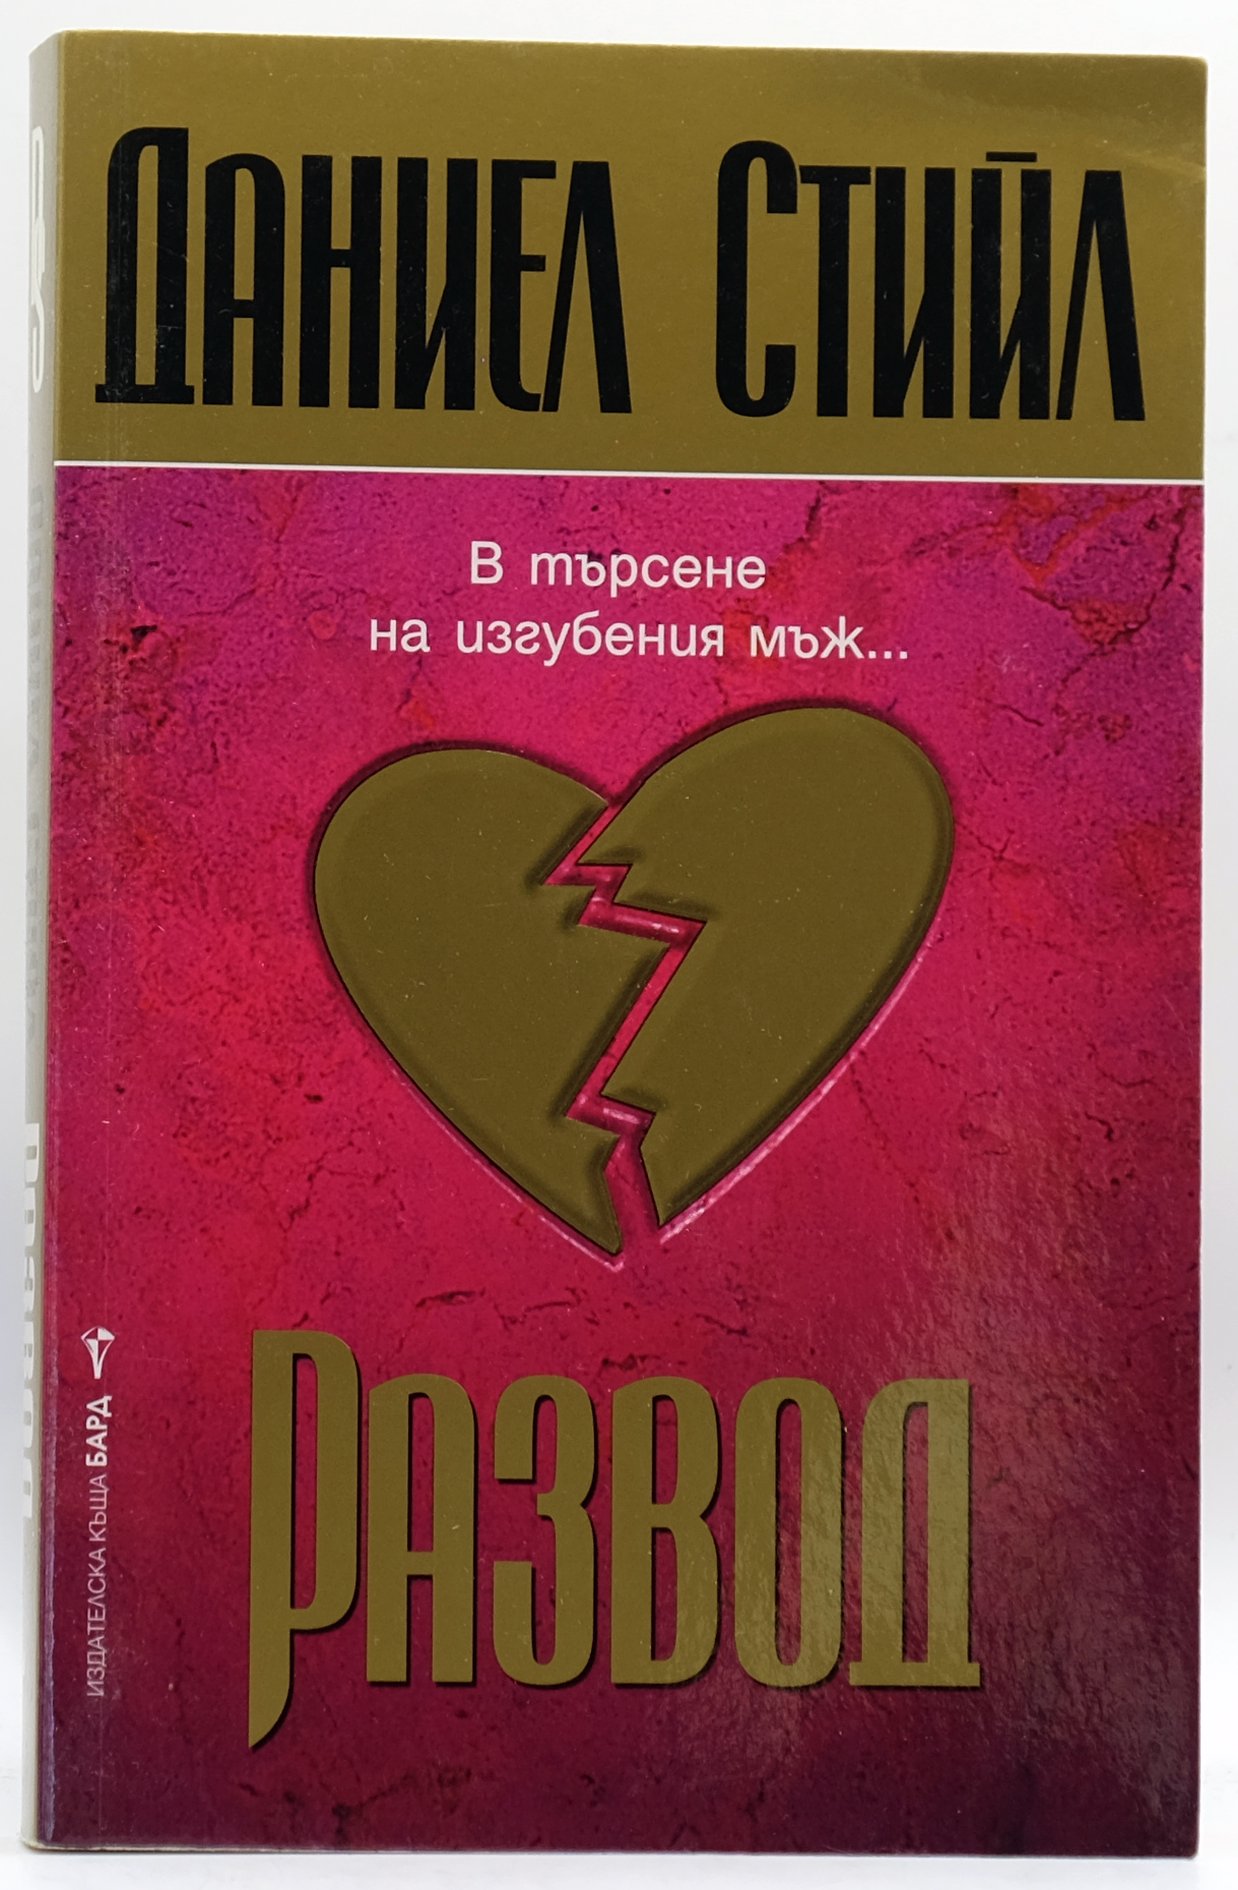 Даниел Стийл
В търсене
на изгубения мъж...
Развод
ИЗДАТЕЛСКА КЪЩА БАРД